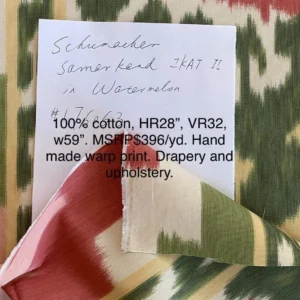 Schumacher
Samarkand IKAT II
in Watermelon
100% cotton, HR28”, VR32,
w59”. MSRP$396/yd. Hand
made warp print. Drapery and
upholstery.